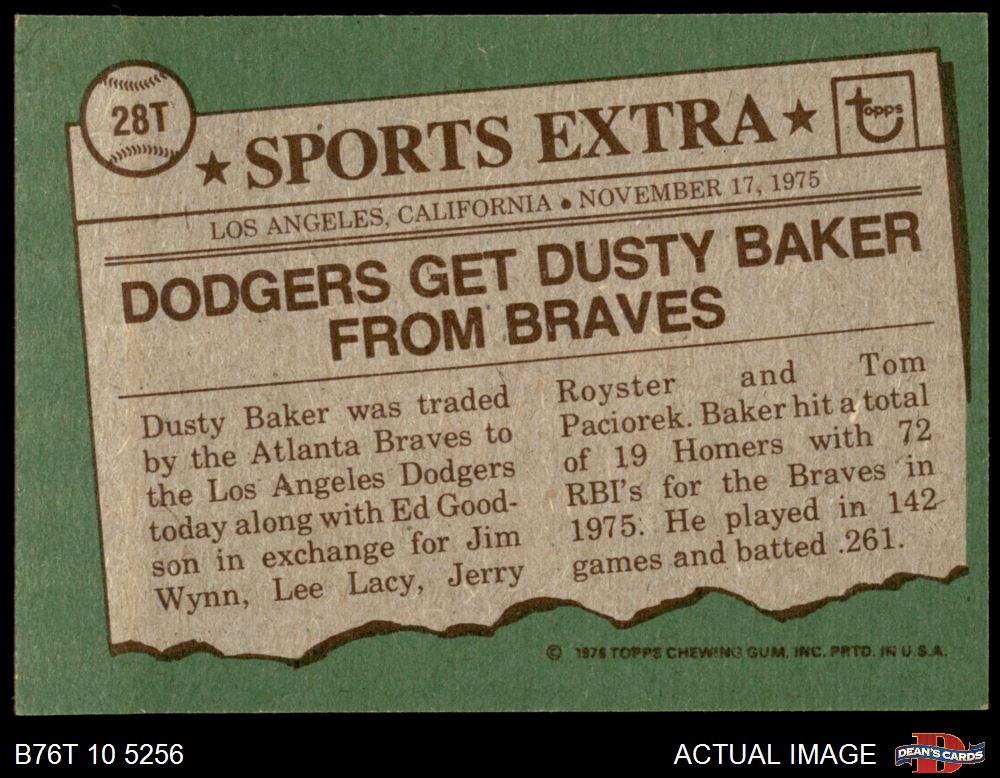 28T
★ SPORTS EXTRA ★
topps
LOS ANGELES, CALIFORNIA • NOVEMBER 17, 1975
DODGERS GET DUSTY BAKER
FROM BRAVES
Dusty Baker was traded
by the Atlanta Braves to
the Los Angeles Dodgers
today along with Ed Good-
son in exchange for Jim
Wynn, Lee Lacy, Jerry
Royster and Tom
Paciorek. Baker hit a total
of 19 Homers with 72
RBI's for the Braves in
1975. He played in 142
games and batted .261.
© 1976 TOPPS CHEWING GUM, INC. PRTD. IN U.S.A.
B76T 10 5256
ACTUAL IMAGE
D
DEAN'S CARDS